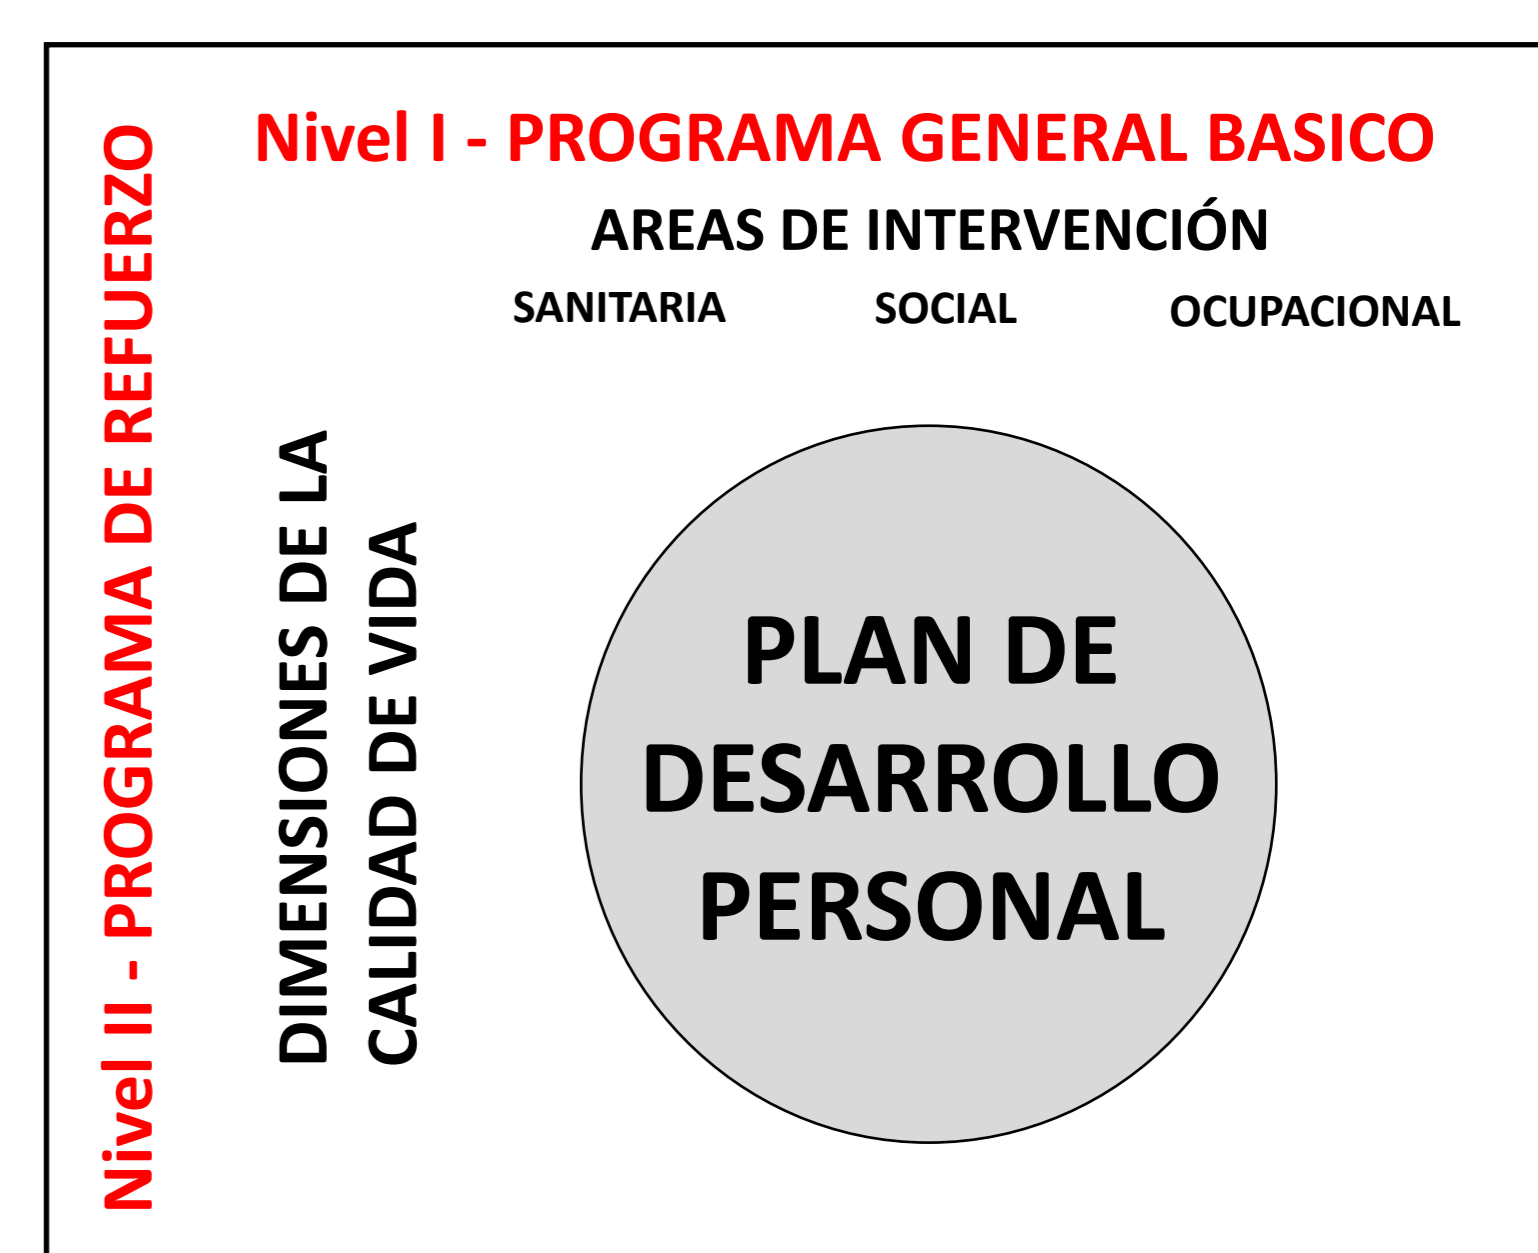 Nivel I - PROGRAMA GENERAL BASICO
AREAS DE INTERVENCIÓN
SANITARIA SOCIAL OCUPACIONAL
Nivel II - PROGRAMA DE REFUERZO
DIMENSIONES DE LA
CALIDAD DE VIDA
PLAN DE
DESARROLLO
PERSONAL